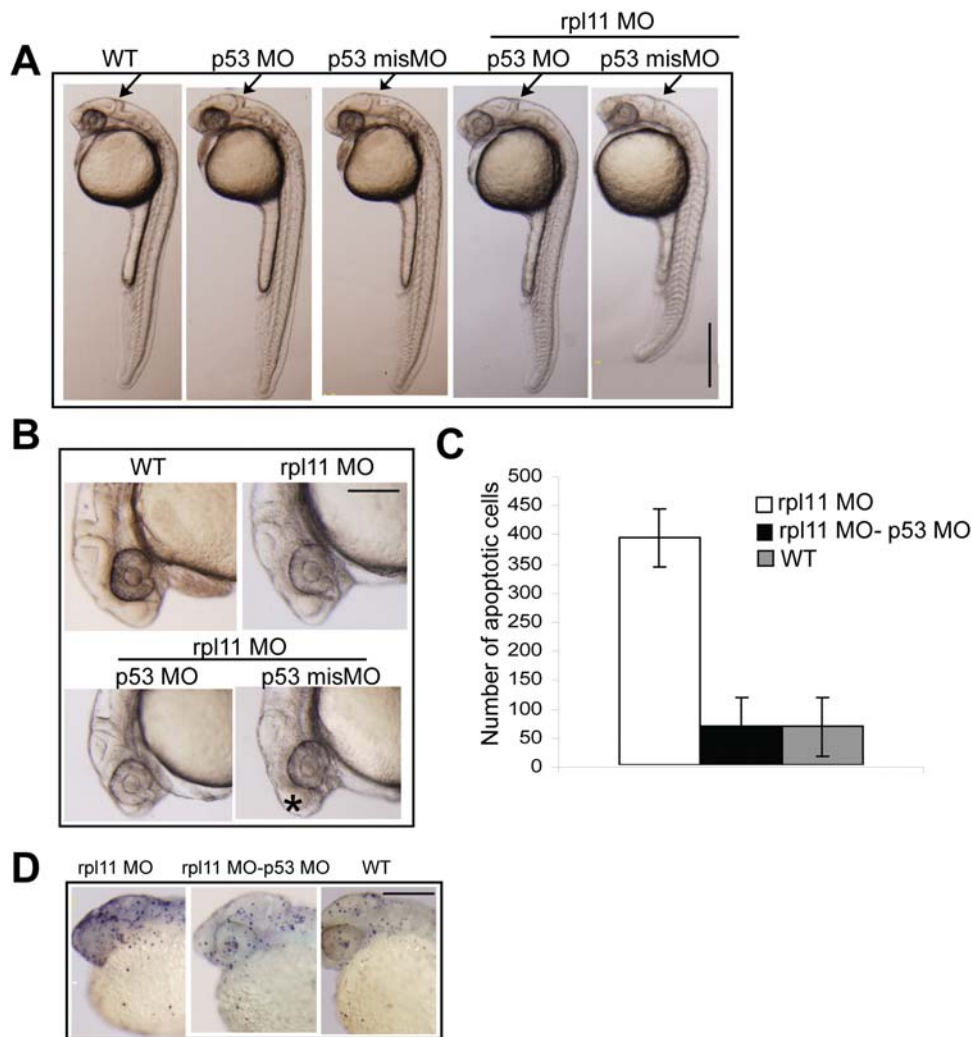 rpl11 MO
A
WT
p53 MO
p53 misMO
p53 MO
p53 misMO
B
WT
rpl11 MO
rpl11 MO
p53 MO
p53 misMO
*
C
Number of apoptotic cells
500
450
400
350
300
250
200
150
100
50
0
rpl11 MO
rpl11 MO- p53 MO
WT
D
rpl11 MO
rpl11 MO-p53 MO
WT